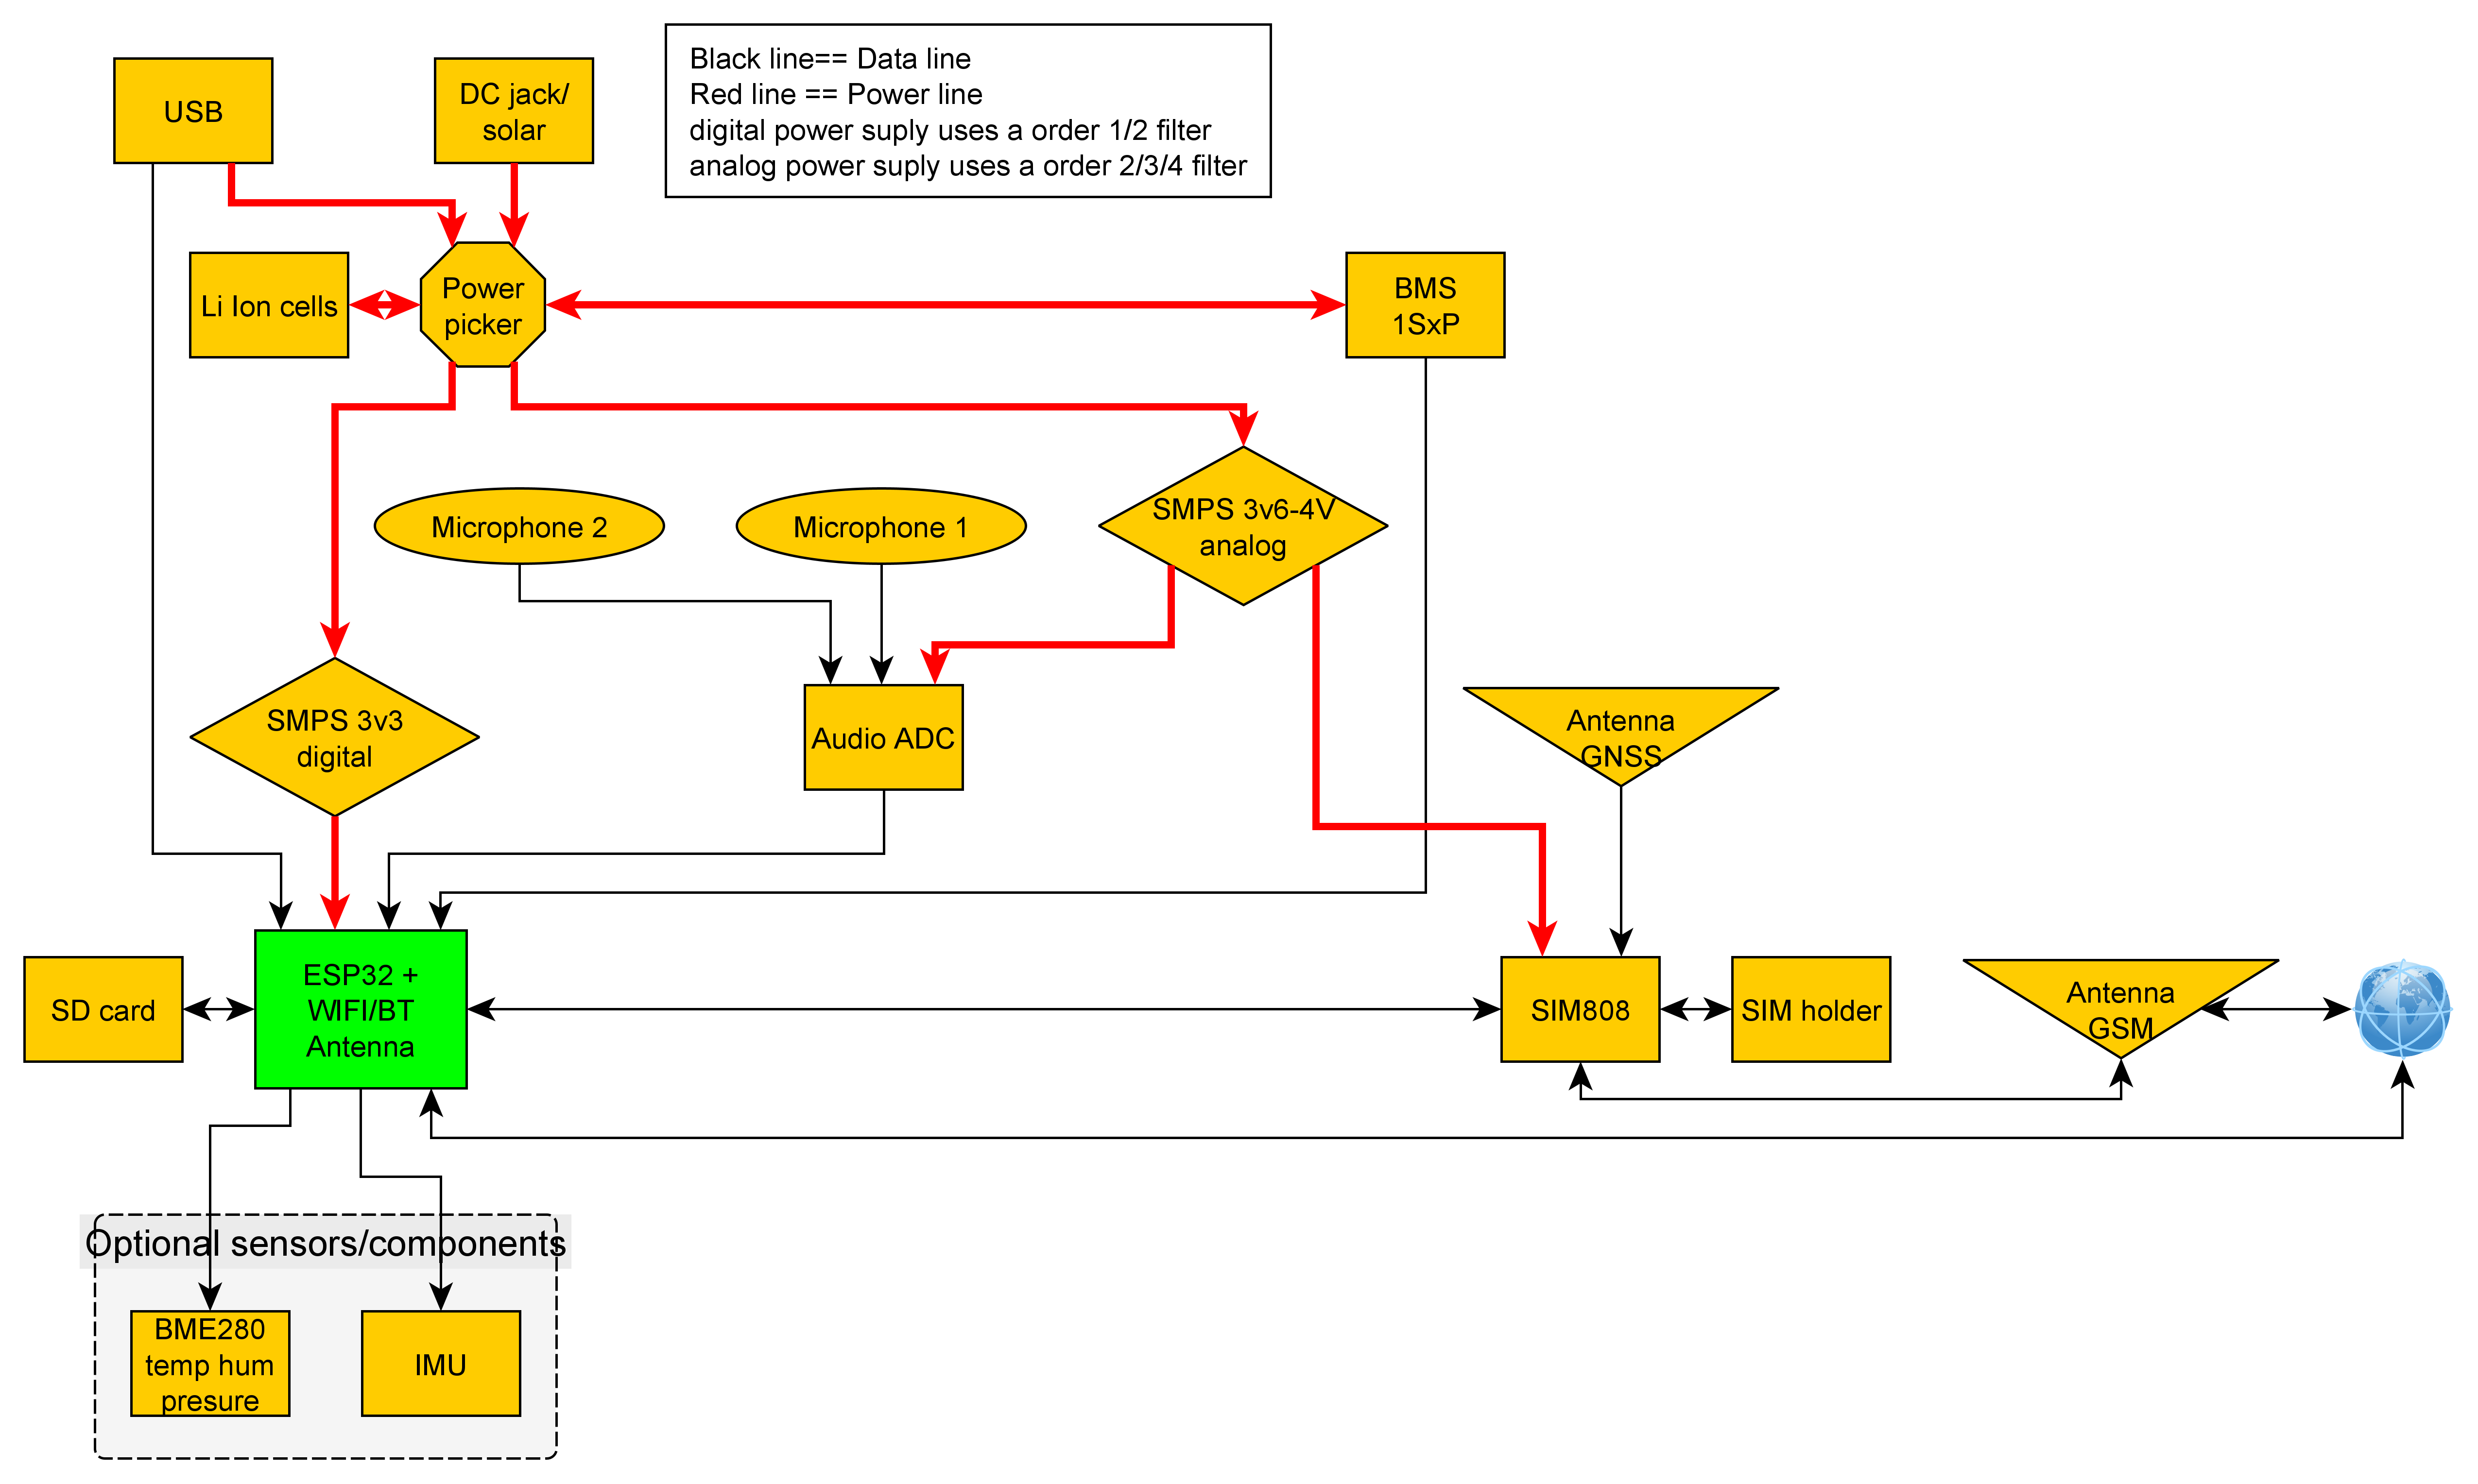 USB
DC jack/
solar
Black line== Data line
Red line == Power line
digital power suply uses a order 1/2 filter
analog power suply uses a order 2/3/4 filter
Li Ion cells
Power
picker
BMS
1SxP
Microphone 2
Microphone 1
SMPS 3v6-4V
analog
SMPS 3v3
digital
Audio ADC
Antenna
GNSS
SD card
ESP32 +
WIFI/BT
Antenna
SIM808
SIM holder
Antenna
GSM
Optional sensors/components
BME280
temp hum
presure
IMU